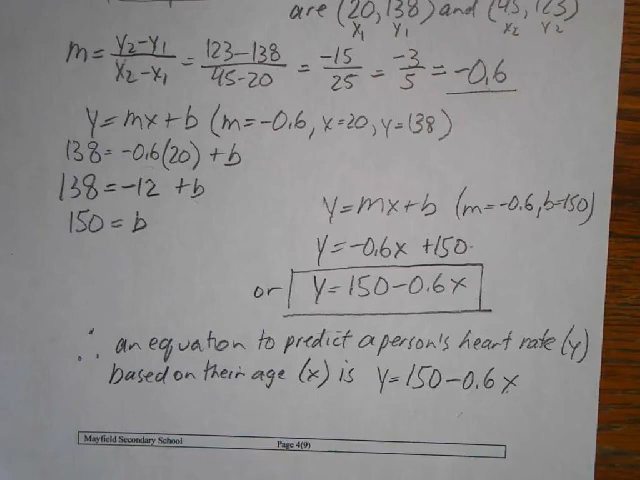 are (20, 138) and (45, 123)
x₁ y₁ x₂ y₂
m = y₂-y₁/x₂-x₁ = 123-138/45-20 = -15/25 = -3/5 = -0.6
y = mx + b (m=-0.6, x=20, y=138)
138 = -0.6(20) + b
138 = -12 + b
150 = b
y = mx + b (m=-0.6, b=150)
y = -0.6x + 150
or y = 150 - 0.6x
∴ an equation to predict a person's heart rate (y)
based on their age (x) is y = 150 - 0.6x
Mayfield Secondary School Page 4(9)